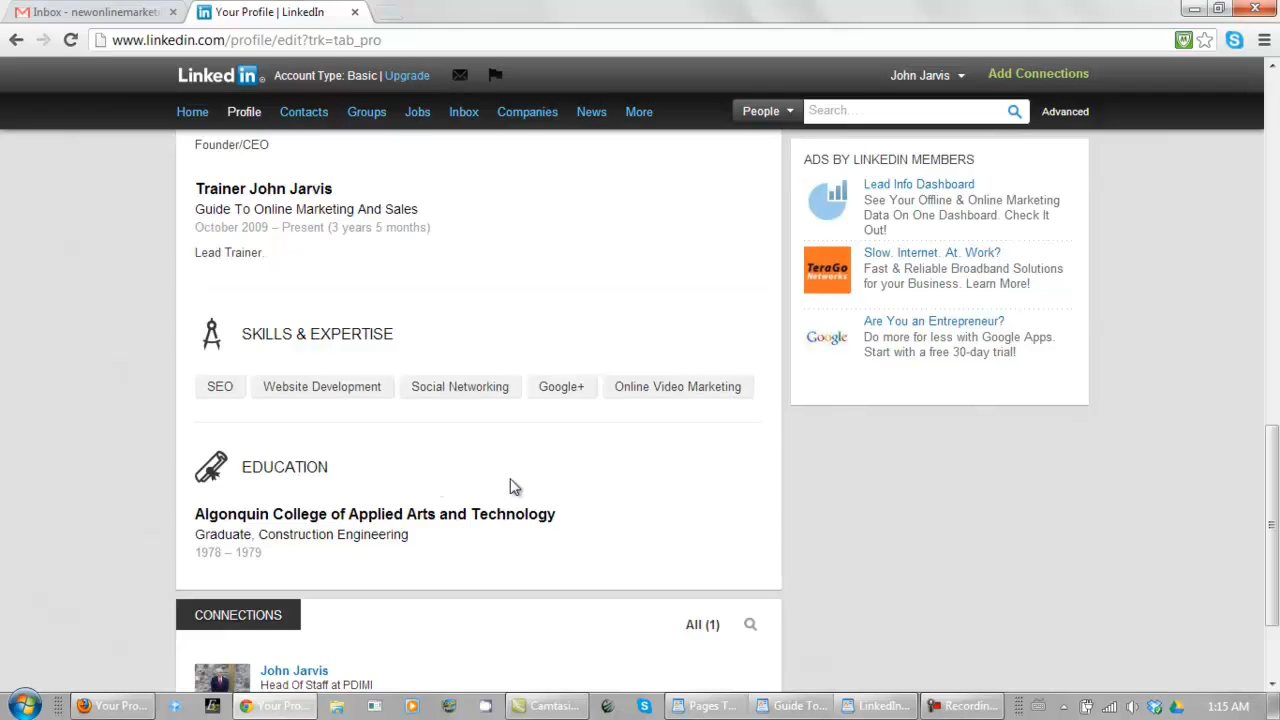 Inbox - newonlinemarketi
Your Profile | LinkedIn
www.linkedin.com/profile/edit?trk=tab_pro
Linked in Account Type: Basic | Upgrade
John Jarvis
Add Connections
Home Profile Contacts Groups Jobs Inbox Companies News More
People Search... Advanced
Founder/CEO
Trainer John Jarvis
Guide To Online Marketing And Sales
October 2009 – Present (3 years 5 months)
Lead Trainer.
SKILLS & EXPERTISE
SEO Website Development Social Networking Google+ Online Video Marketing
EDUCATION
Algonquin College of Applied Arts and Technology
Graduate, Construction Engineering
1978 – 1979
CONNECTIONS
All (1)
John Jarvis
Head Of Staff at PDIMI
ADS BY LINKEDIN MEMBERS
Lead Info Dashboard
See Your Offline & Online Marketing
Data On One Dashboard. Check It
Out!
TeraGo
Networks
Slow. Internet. At. Work?
Fast & Reliable Broadband Solutions
for your Business. Learn More!
Google
Are You an Entrepreneur?
Do more for less with Google Apps.
Start with a free 30-day trial!
Your Pro...
Your Pro...
Camtasi...
Pages T...
Guide To...
LinkedIn...
Recordin...
1:15 AM